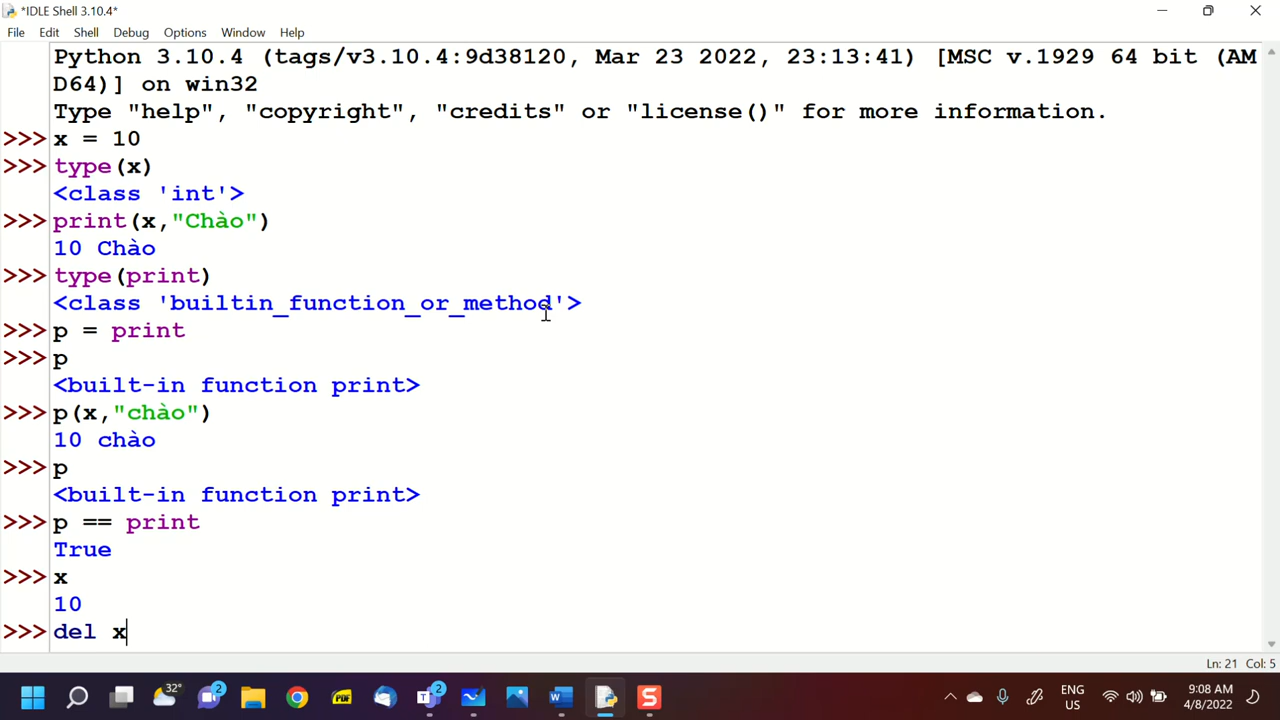 *IDLE Shell 3.10.4*
File Edit Shell Debug Options Window Help
Python 3.10.4 (tags/v3.10.4:9d38120, Mar 23 2022, 23:13:41) [MSC v.1929 64 bit (AM
D64)] on win32
Type "help", "copyright", "credits" or "license()" for more information.
>>> x = 10
>>> type(x)
<class 'int'>
>>> print(x,"Chào")
10 Chào
>>> type(print)
<class 'builtin_function_or_method'>
>>> p = print
>>> p
<built-in function print>
>>> p(x,"chào")
10 chào
>>> p
<built-in function print>
>>> p == print
True
>>> x
10
>>> del x
Ln: 21 Col: 5
32° 2 PDF 2 ENG 9:08 AM
US 4/8/2022